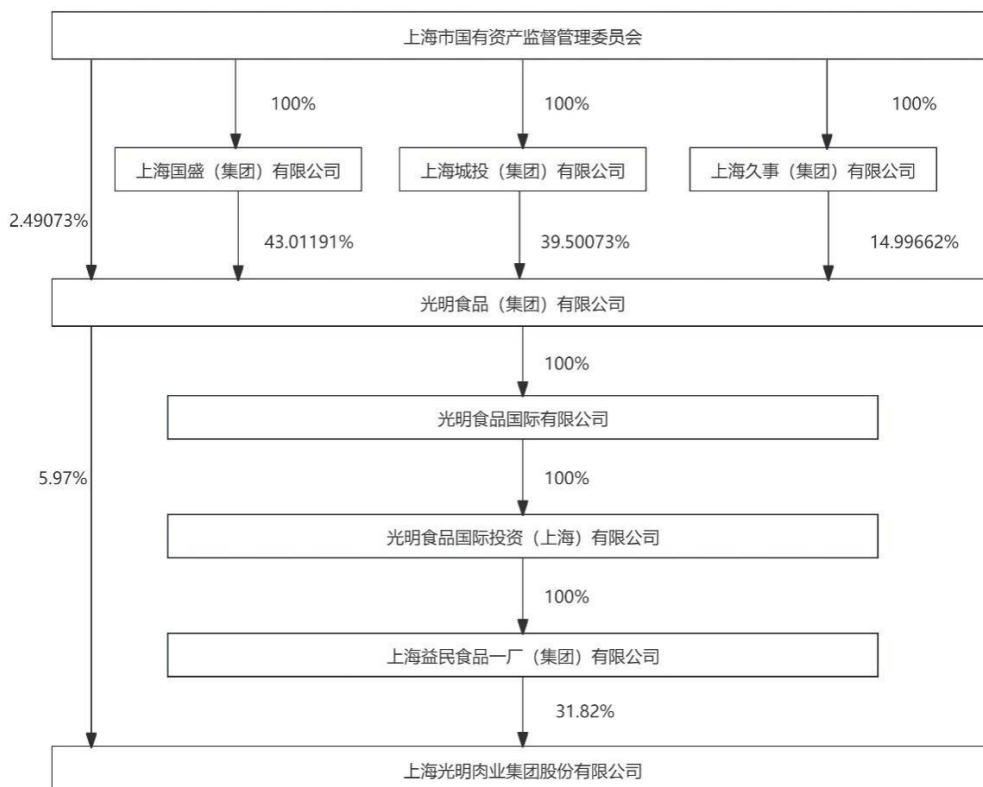 上海市国有资产监督管理委员会
100%
100%
100%
上海国盛（集团）有限公司
上海城投（集团）有限公司
上海久事（集团）有限公司
2.49073%
43.01191%
39.50073%
14.99662%
光明食品（集团）有限公司
100%
光明食品国际有限公司
5.97%
100%
光明食品国际投资（上海）有限公司
100%
上海益民食品一厂（集团）有限公司
31.82%
上海光明肉业集团股份有限公司